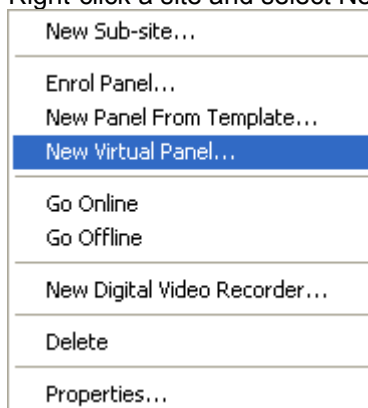 Right-click a site and select Ne
New Sub-site...
Enrol Panel...
New Panel From Template...
New Virtual Panel...
Go Online
Go Offline
New Digital Video Recorder...
Delete
Properties...